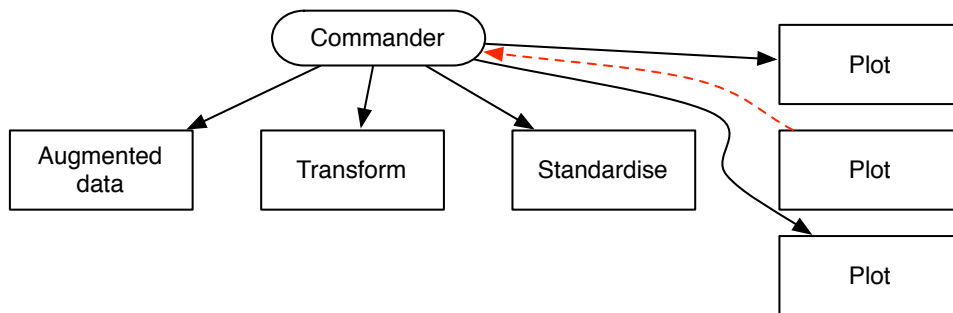 Commander
Plot
Augmented
data
Transform
Standardise
Plot
Plot